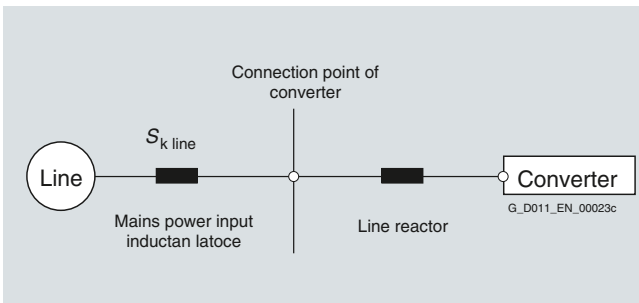 Connection point of
converter
S k line
Line
Converter
G_D011_EN_00023c
Mains power input
inductan latoce
Line reactor